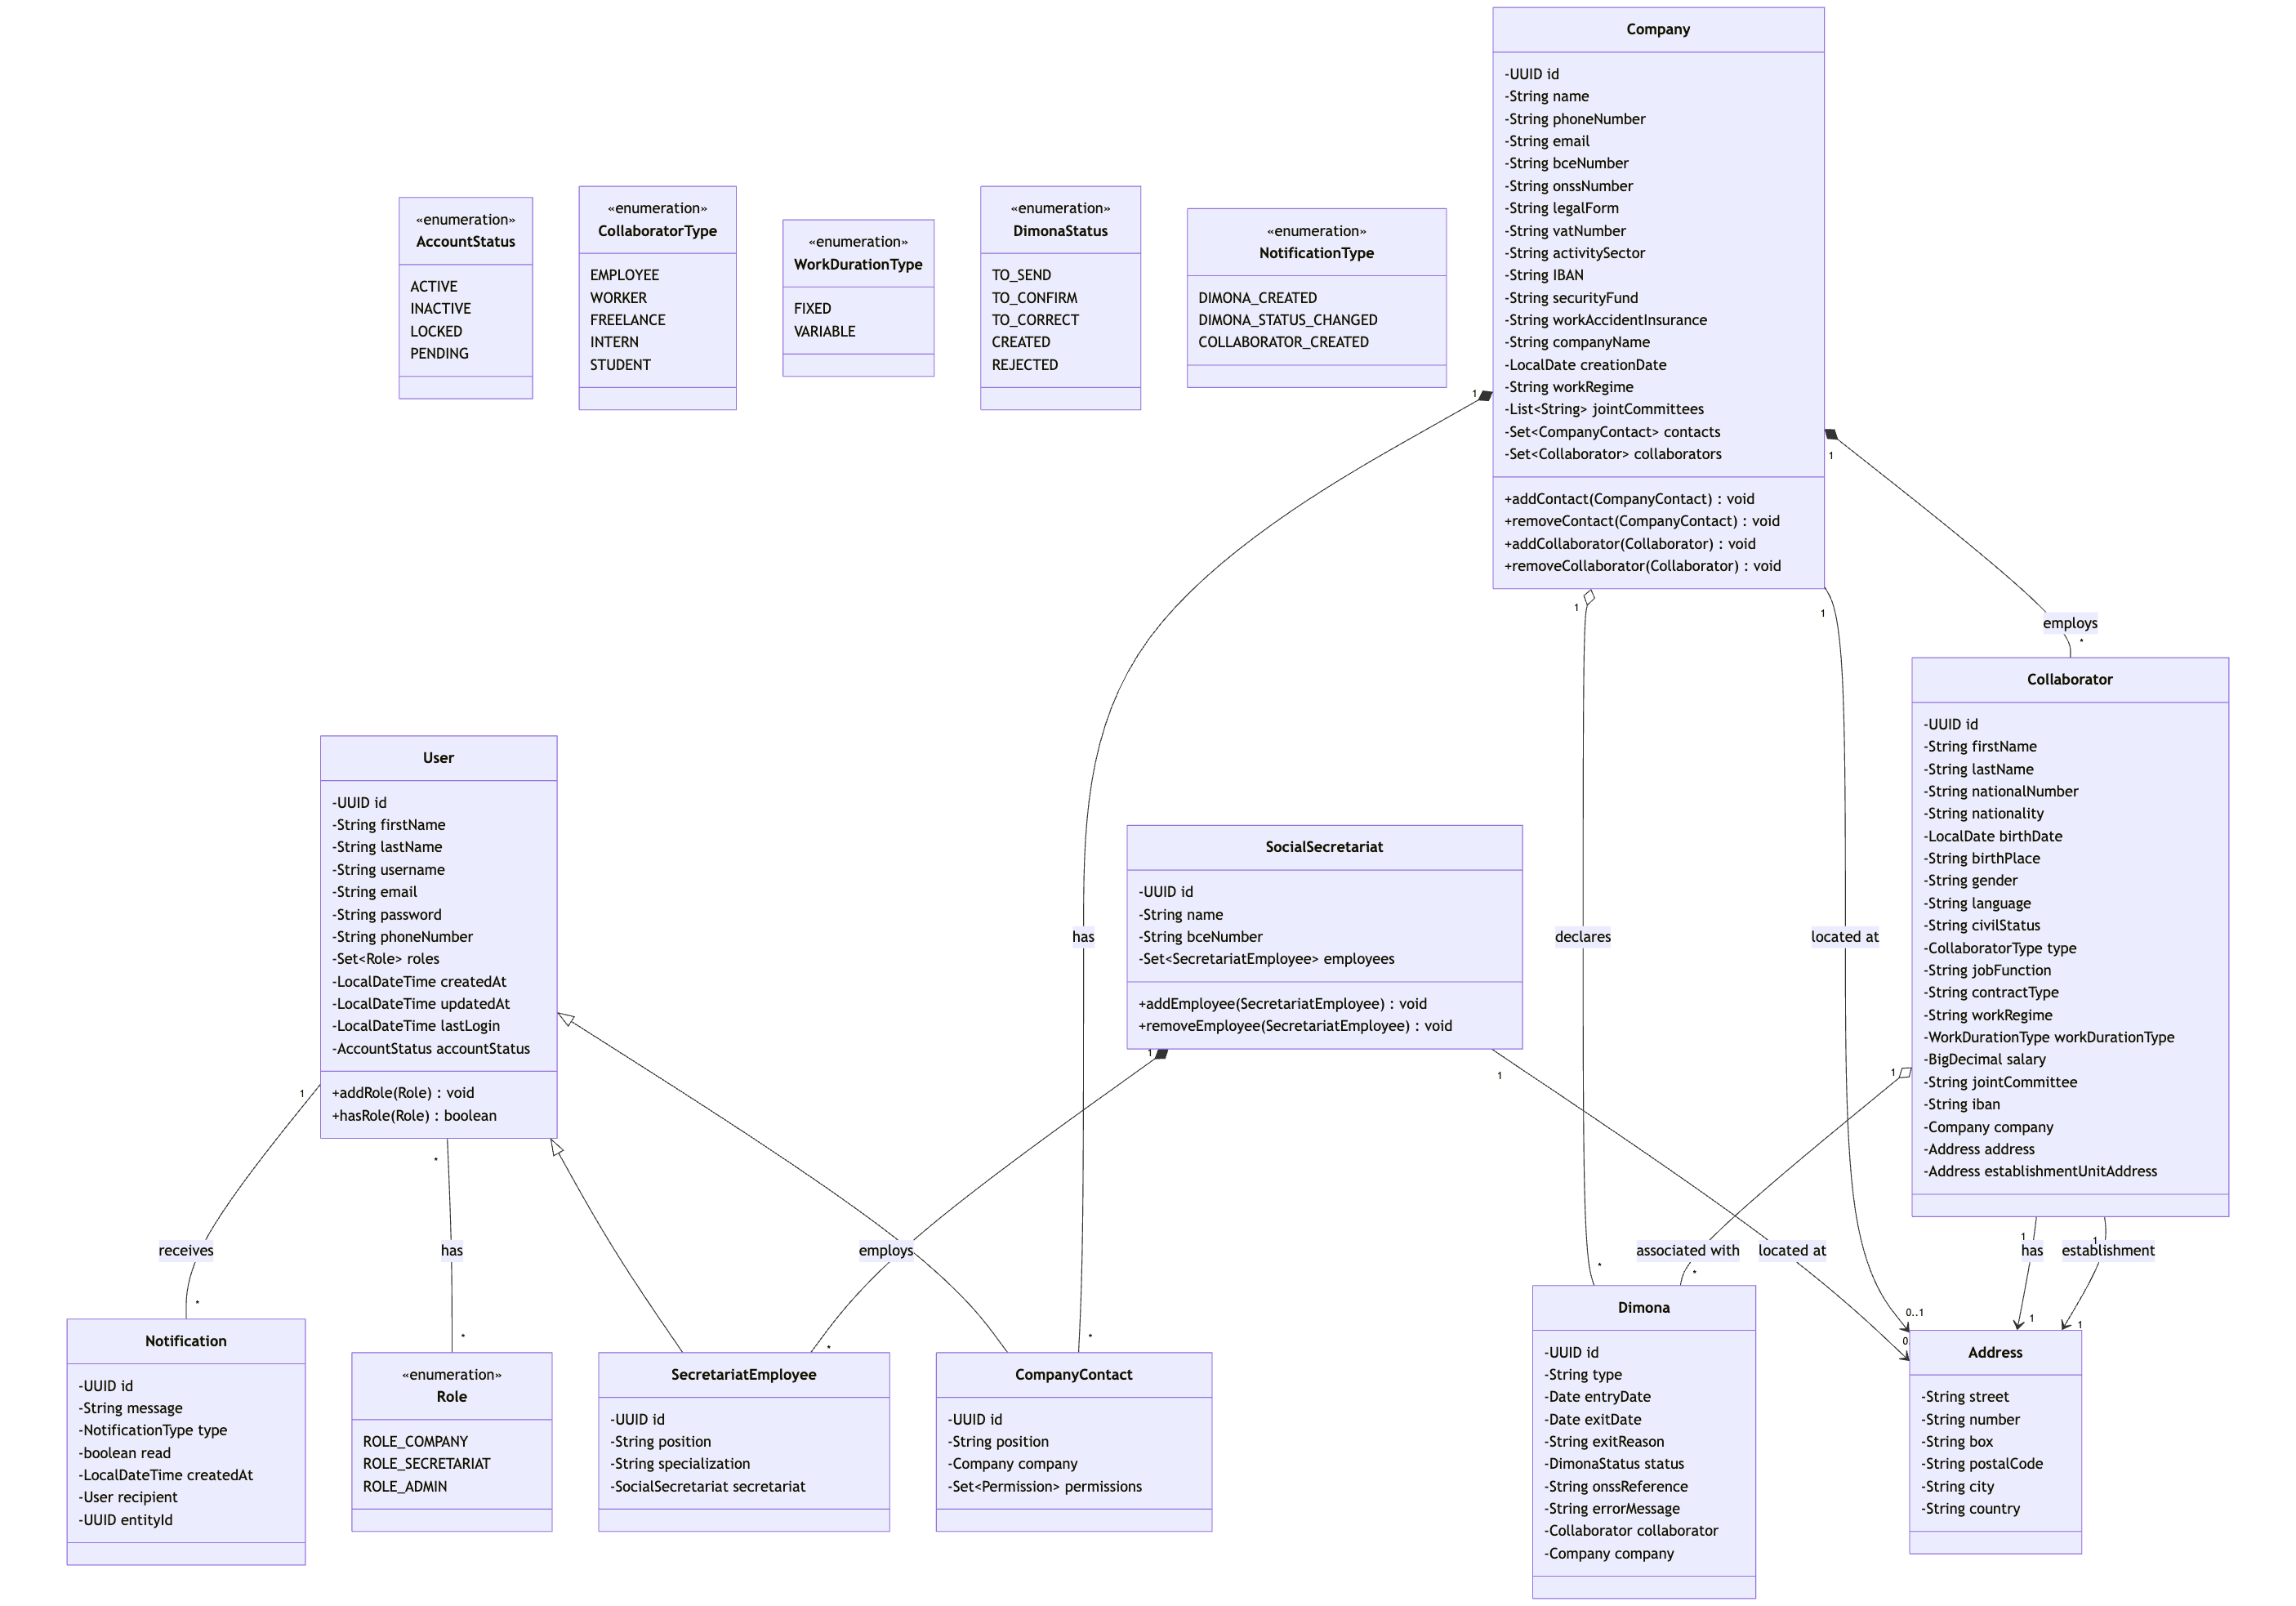 Company
-UUID id
-String name
-String phoneNumber
-String email
-String bceNumber
-String onssNumber
-String legalForm
-String vatNumber
-String activitySector
-String IBAN
-String securityFund
-String workAccidentInsurance
-String companyName
-LocalDate creationDate
-String workRegime
-List<String> jointCommittees
-Set<CompanyContact> contacts
-Set<Collaborator> collaborators
+addContact(CompanyContact) : void
+removeContact(CompanyContact) : void
+addCollaborator(Collaborator) : void
+removeCollaborator(Collaborator) : void
«enumeration»
AccountStatus
ACTIVE
INACTIVE
LOCKED
PENDING
«enumeration»
CollaboratorType
EMPLOYEE
WORKER
FREELANCE
INTERN
STUDENT
«enumeration»
WorkDurationType
FIXED
VARIABLE
«enumeration»
DimonaStatus
TO_SEND
TO_CONFIRM
TO_CORRECT
CREATED
REJECTED
«enumeration»
NotificationType
DIMONA_CREATED
DIMONA_STATUS_CHANGED
COLLABORATOR_CREATED
1
1
1
1
employs
*
Collaborator
-UUID id
-String firstName
-String lastName
-String nationalNumber
-String nationality
-LocalDate birthDate
-String birthPlace
-String gender
-String language
-String civilStatus
-CollaboratorType type
-String jobFunction
-String contractType
-String workRegime
-WorkDurationType workDurationType
-BigDecimal salary
-String jointCommittee
-String iban
-Company company
-Address address
-Address establishmentUnitAddress
User
-UUID id
-String firstName
-String lastName
-String username
-String email
-String password
-String phoneNumber
-Set<Role> roles
-LocalDateTime createdAt
-LocalDateTime updatedAt
-LocalDateTime lastLogin
-AccountStatus accountStatus
+addRole(Role) : void
+hasRole(Role) : boolean
SocialSecretariat
-UUID id
-String name
-String bceNumber
-Set<SecretariatEmployee> employees
+addEmployee(SecretariatEmployee) : void
+removeEmployee(SecretariatEmployee) : void
has
declares
located at
1
*
1
1
1
receives
has
employs
associated with
located at
1
has
1
establishment
*
*
*
*
*
*
0..1
0.
1
1
Notification
-UUID id
-String message
-NotificationType type
-boolean read
-LocalDateTime createdAt
-User recipient
-UUID entityId
«enumeration»
Role
ROLE_COMPANY
ROLE_SECRETARIAT
ROLE_ADMIN
SecretariatEmployee
-UUID id
-String position
-String specialization
-SocialSecretariat secretariat
CompanyContact
-UUID id
-String position
-Company company
-Set<Permission> permissions
Dimona
-UUID id
-String type
-Date entryDate
-Date exitDate
-String exitReason
-DimonaStatus status
-String onssReference
-String errorMessage
-Collaborator collaborator
-Company company
Address
-String street
-String number
-String box
-String postalCode
-String city
-String country